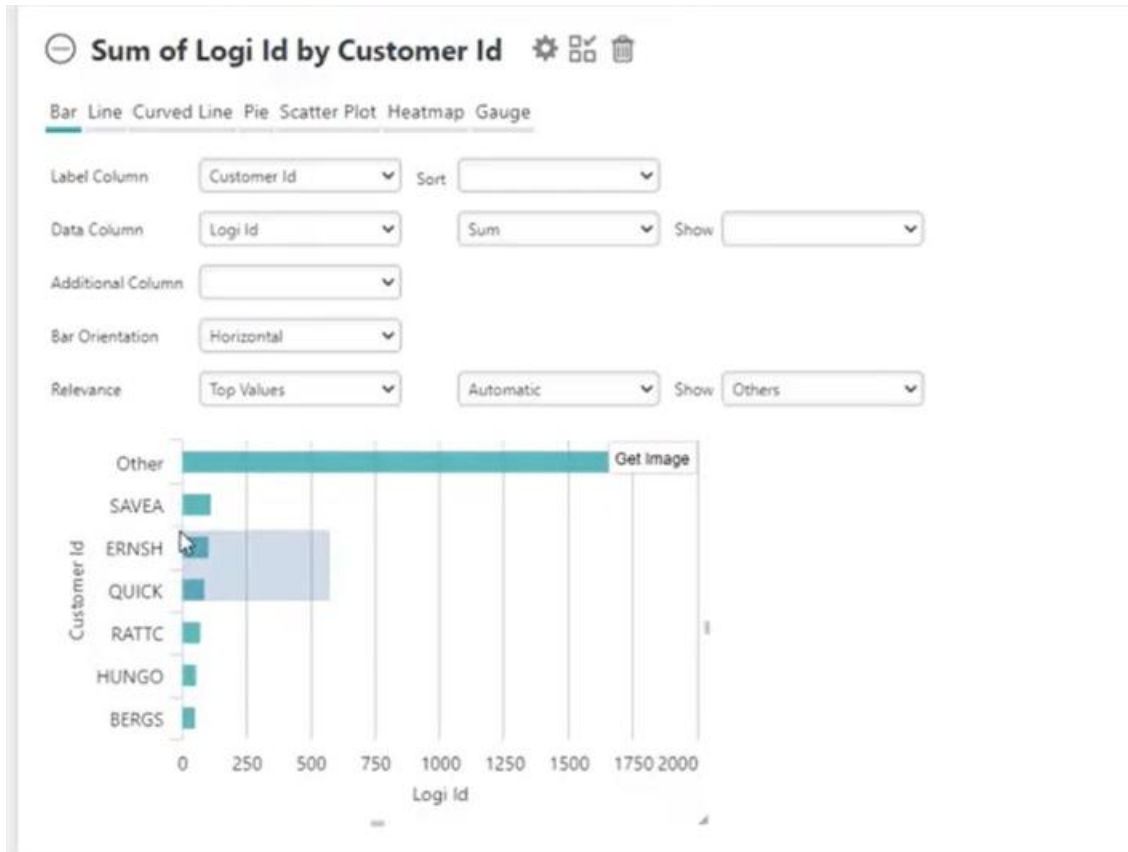 Sum of Logi Id by Customer Id
Bar Line Curved Line Pie Scatter Plot Heatmap Gauge
Label Column Customer Id Sort
Data Column Logi Id Sum Show
Additional Column
Bar Orientation Horizontal
Relevance Top Values Automatic Show Others
Other Get Image
SAVEA
ERNSH
QUICK
RATTC
HUNGO
BERGS
Customer Id
0 250 500 750 1000 1250 1500 1750 2000
Logi Id